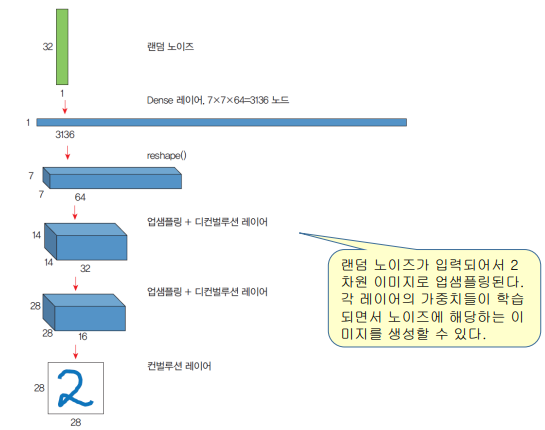 32
랜덤 노이즈
1
Dense 레이어, 7×7×64=3136 노드
1
3136
reshape()
7
7
64
업샘플링 + 디컨벌루션 레이어
14
14
32
업샘플링 + 디컨벌루션 레이어
28
28
16
컨벌루션 레이어
28
2
28
랜덤 노이즈가 입력되어서 2
차원 이미지로 업샘플링된다.
각 레이어의 가중치들이 학습
되면서 노이즈에 해당하는 이
미지를 생성할 수 있다.